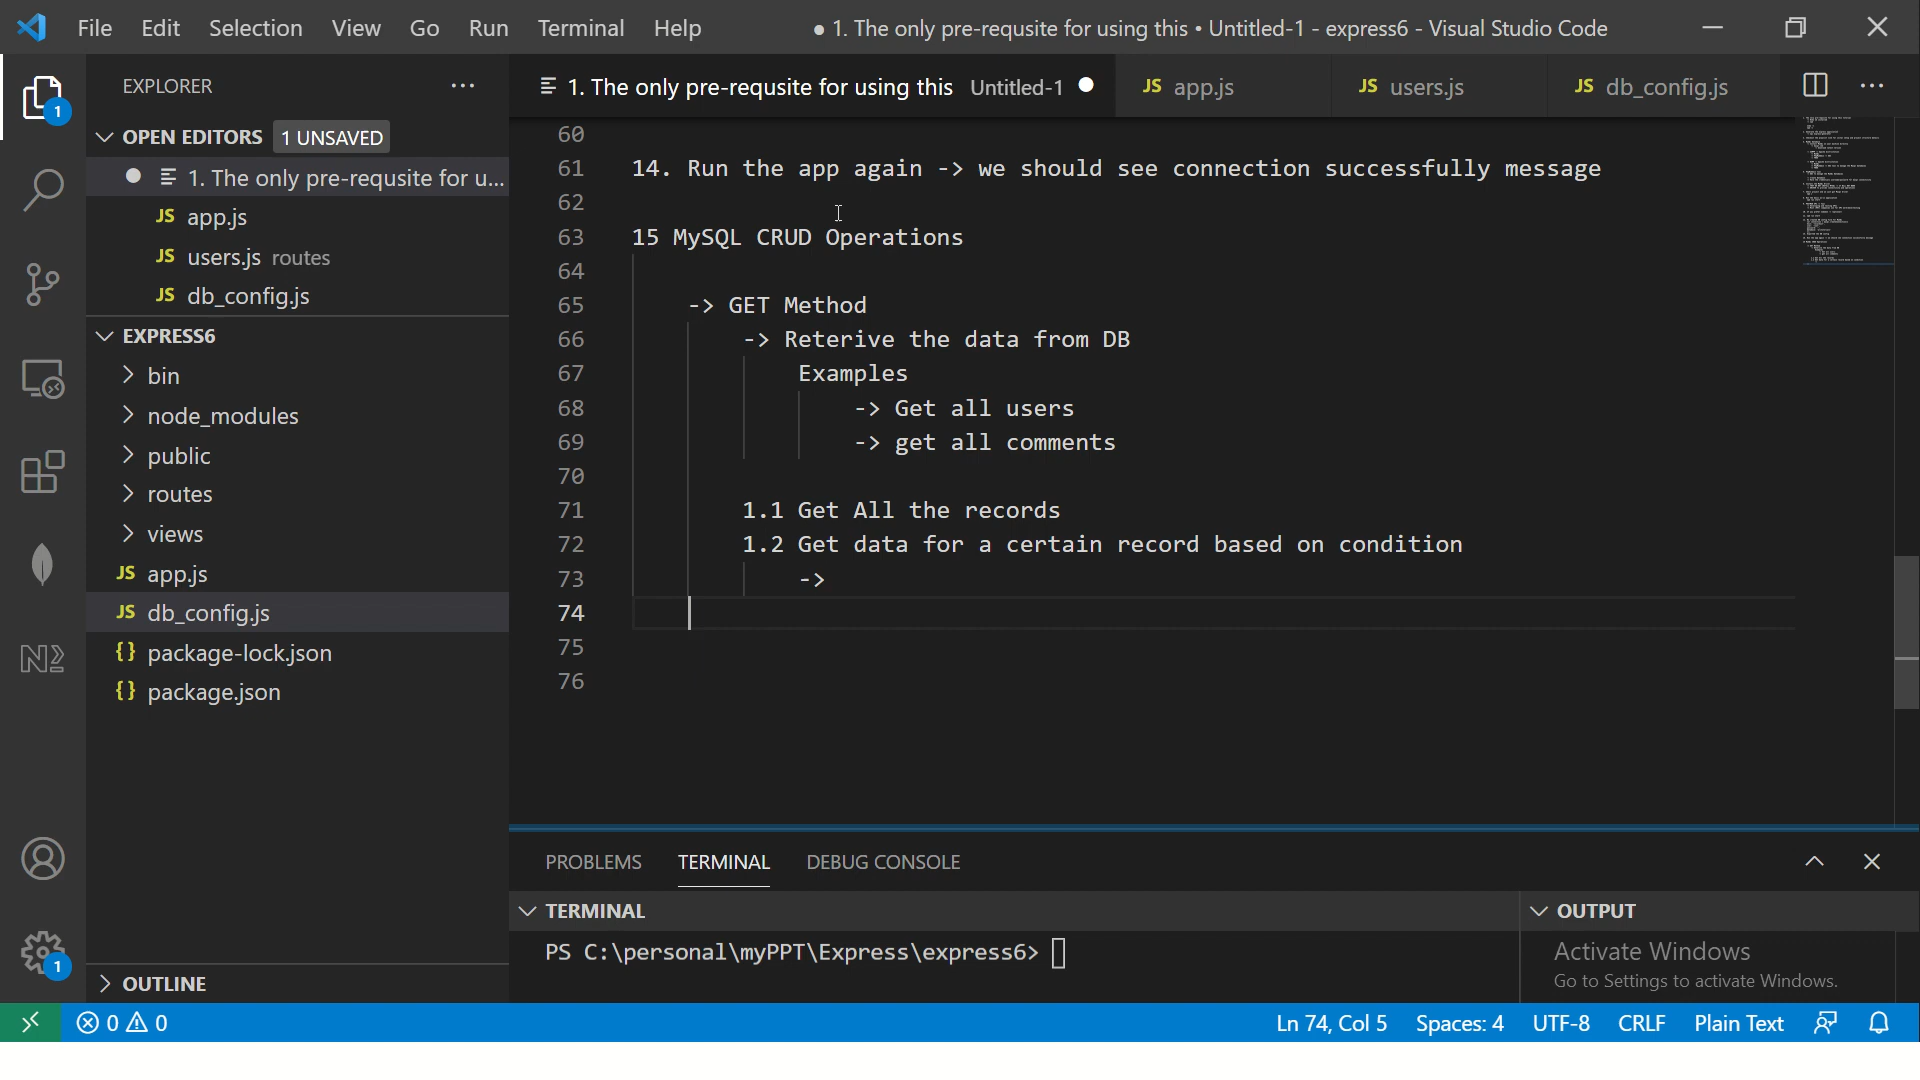 File Edit Selection View Go Run Terminal Help ● 1. The only pre-requsite for using this • Untitled-1 - express6 - Visual Studio Code
EXPLORER ···
1. The only pre-requsite for using this Untitled-1 ●
JS app.js
JS users.js
JS db_config.js
1
OPEN EDITORS 1 UNSAVED
1. The only pre-requsite for u...
JS app.js
JS users.js routes
JS db_config.js
EXPRESS6
bin
node_modules
public
routes
views
JS app.js
JS db_config.js
{} package-lock.json
{} package.json
OUTLINE
N
1
60
61 14. Run the app again -> we should see connection successfully message
62
63 15 MySQL CRUD Operations
64
65 -> GET Method
66 -> Reterive the data from DB
67 Examples
68 -> Get all users
69 -> get all comments
70
71 1.1 Get All the records
72 1.2 Get data for a certain record based on condition
73 ->
74
75
76
PROBLEMS TERMINAL DEBUG CONSOLE
TERMINAL
PS C:\personal\myPPT\Express\express6>
OUTPUT
Activate Windows
Go to Settings to activate Windows.
0 0 Ln 74, Col 5 Spaces: 4 UTF-8 CRLF Plain Text